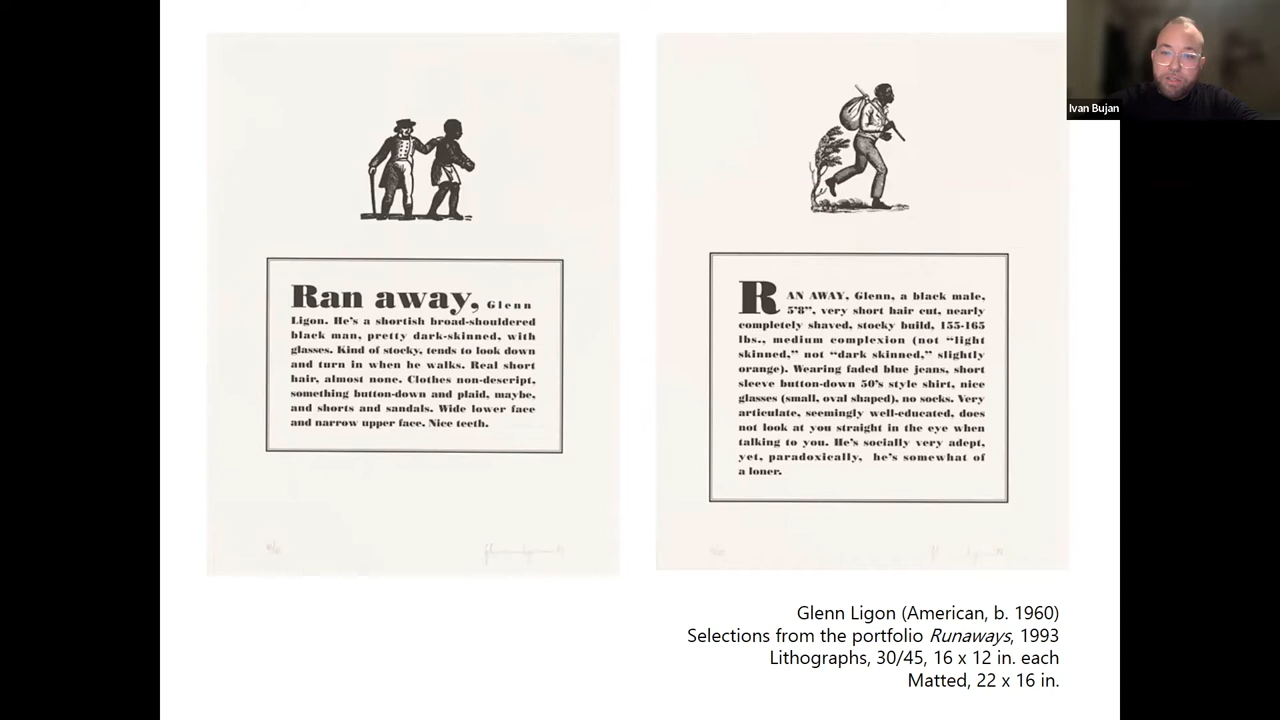 Ivan Bujan
Ran away, Glenn
Ligon. He's a shortish broad-shouldered
black man, pretty dark-skinned, with
glasses. Kind of stocky, tends to look down
and turn in when he walks. Real short
hair, almost none. Clothes non-descript,
something button-down and plaid, maybe,
and shorts and sandals. Wide lower face
and narrow upper face. Nice teeth.
RAN AWAY, Glenn, a black male,
5'8", very short hair cut, nearly
completely shaved, stocky build, 155-165
lbs., medium complexion (not "light
skinned," not "dark skinned," slightly
orange). Wearing faded blue jeans, short
sleeve button-down 50's style shirt, nice
glasses (small, oval shaped), no socks. Very
articulate, seemingly well-educated, does
not look at you straight in the eye when
talking to you. He's socially very adept,
yet, paradoxically, he's somewhat of
a loner.
Glenn Ligon (American, b. 1960)
Selections from the portfolio Runaways, 1993
Lithographs, 30/45, 16 x 12 in. each
Matted, 22 x 16 in.